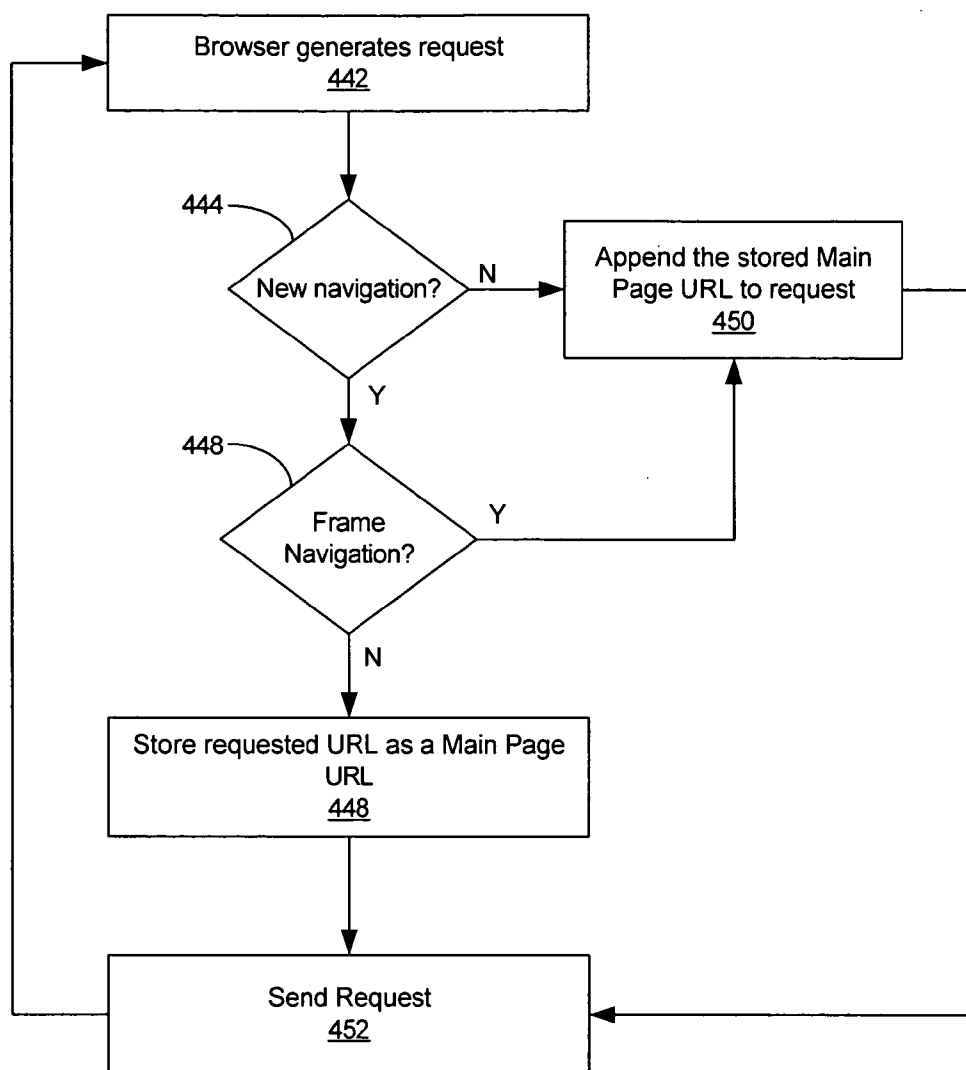 Browser generates request
442
444
New navigation?
N
Append the stored Main
Page URL to request
450
Y
448
Frame
Navigation?
Y
N
Store requested URL as a Main Page
URL
448
Send Request
452